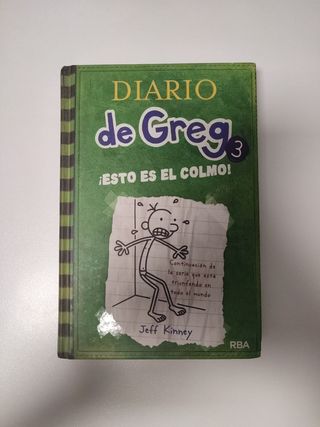 DIARIO
de Greg 3
¡ESTO ES EL COLMO!
Continuación de
la serie que está
triunfando en
todo el mundo
Jeff Kinney
RBA